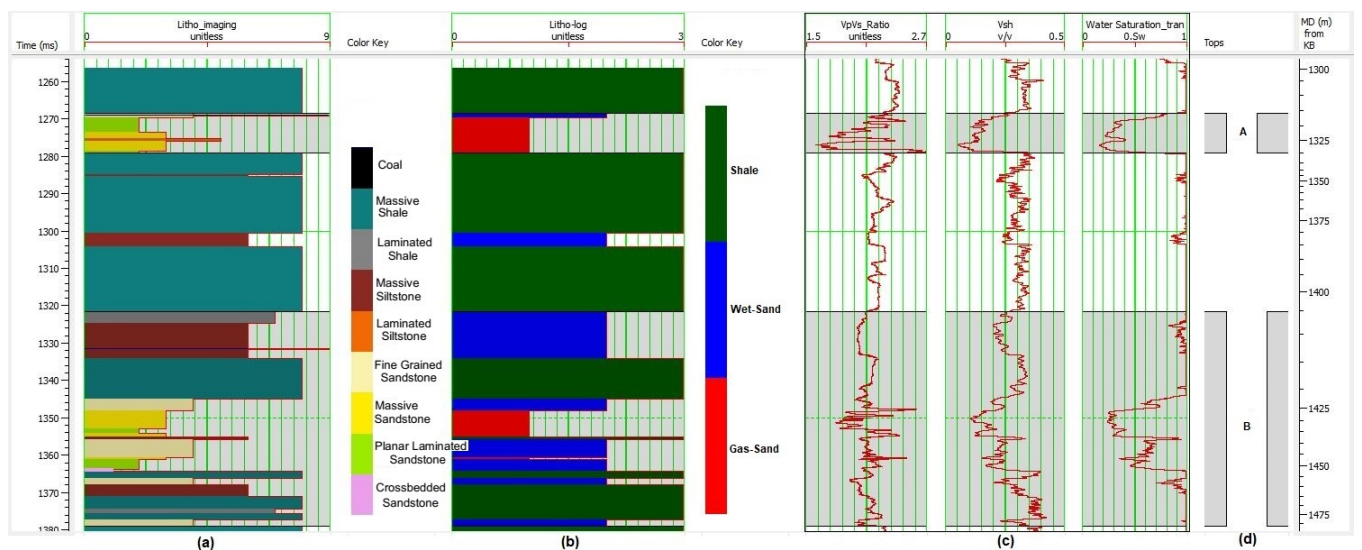 Litho_imaging
0 unitless 9
Time (ms)
Color Key
Litho-log
0 unitless 3
Color Key
VpVs_Ratio
1.5 unitless 2.7
Vsh
0 v/v 0.5
Water Saturation_tran
0 0.5w 1
Tops
MD (m)
from
KB
1260
1270
1280
1290
1300
1310
1320
1330
1340
1350
1360
1370
1380
Coal
Massive
Shale
Laminated
Shale
Massive
Siltstone
Laminated
Siltstone
Fine Grained
Sandstone
Massive
Sandstone
Planar Laminated
Sandstone
Crossbedded
Sandstone
Shale
Wet-Sand
Gas-Sand
A
B
1300
1325
1350
1375
1400
1425
1450
1475
(a)
(b)
(c)
(d)